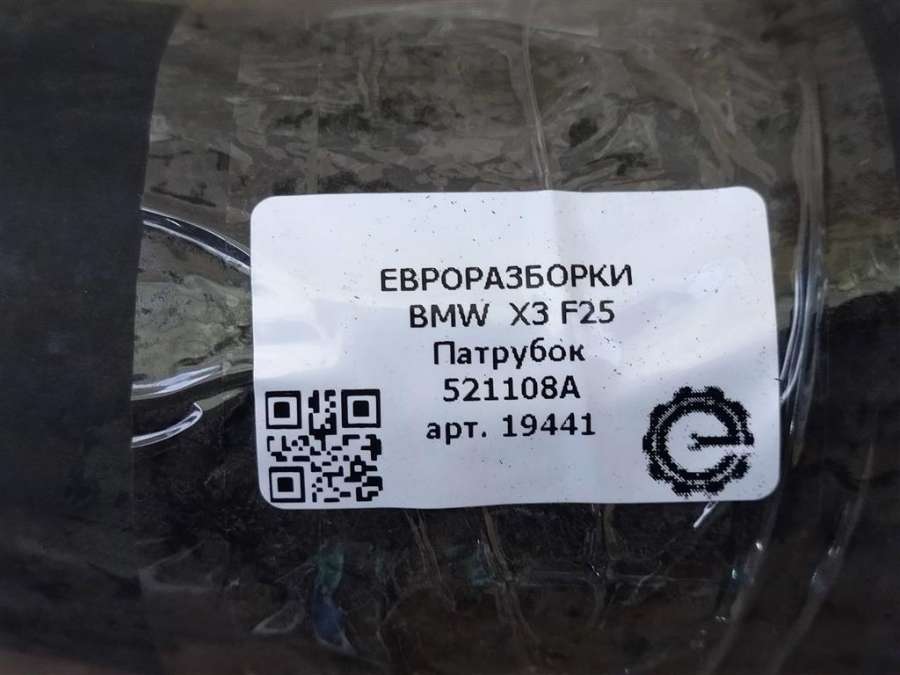 ЕВРОРАЗБОРКИ
BMW X3 F25
Патрубок
521108A
арт. 19441